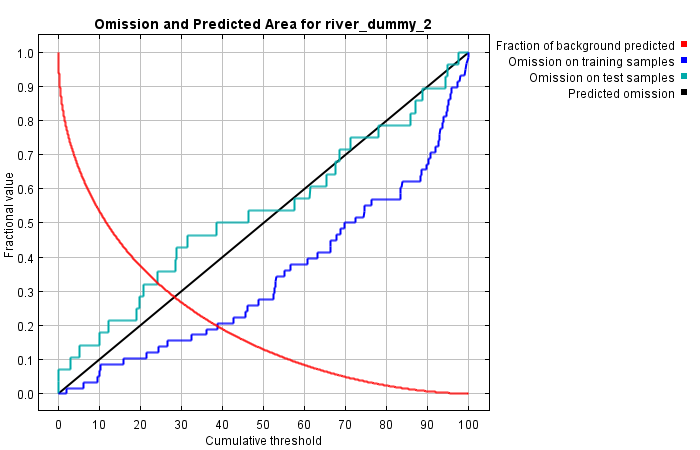 Omission and Predicted Area for river_dummy_2
Fraction of background predicted
Omission on training samples
Omission on test samples
Predicted omission
Fractional value
1.0
0.9
0.8
0.7
0.6
0.5
0.4
0.3
0.2
0.1
0.0
0 10 20 30 40 50 60 70 80 90 100
Cumulative threshold